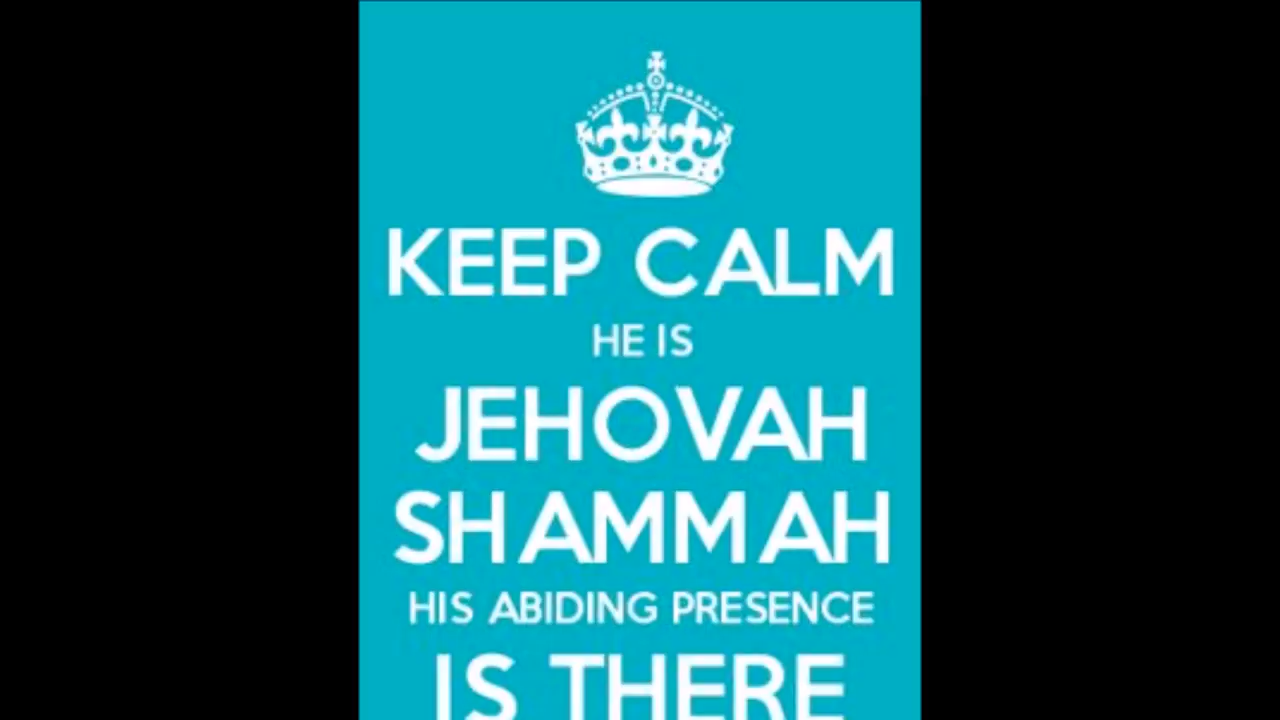 KEEP CALM
HE IS
JEHOVAH
SHAMMAH
HIS ABIDING PRESENCE
IS THERE